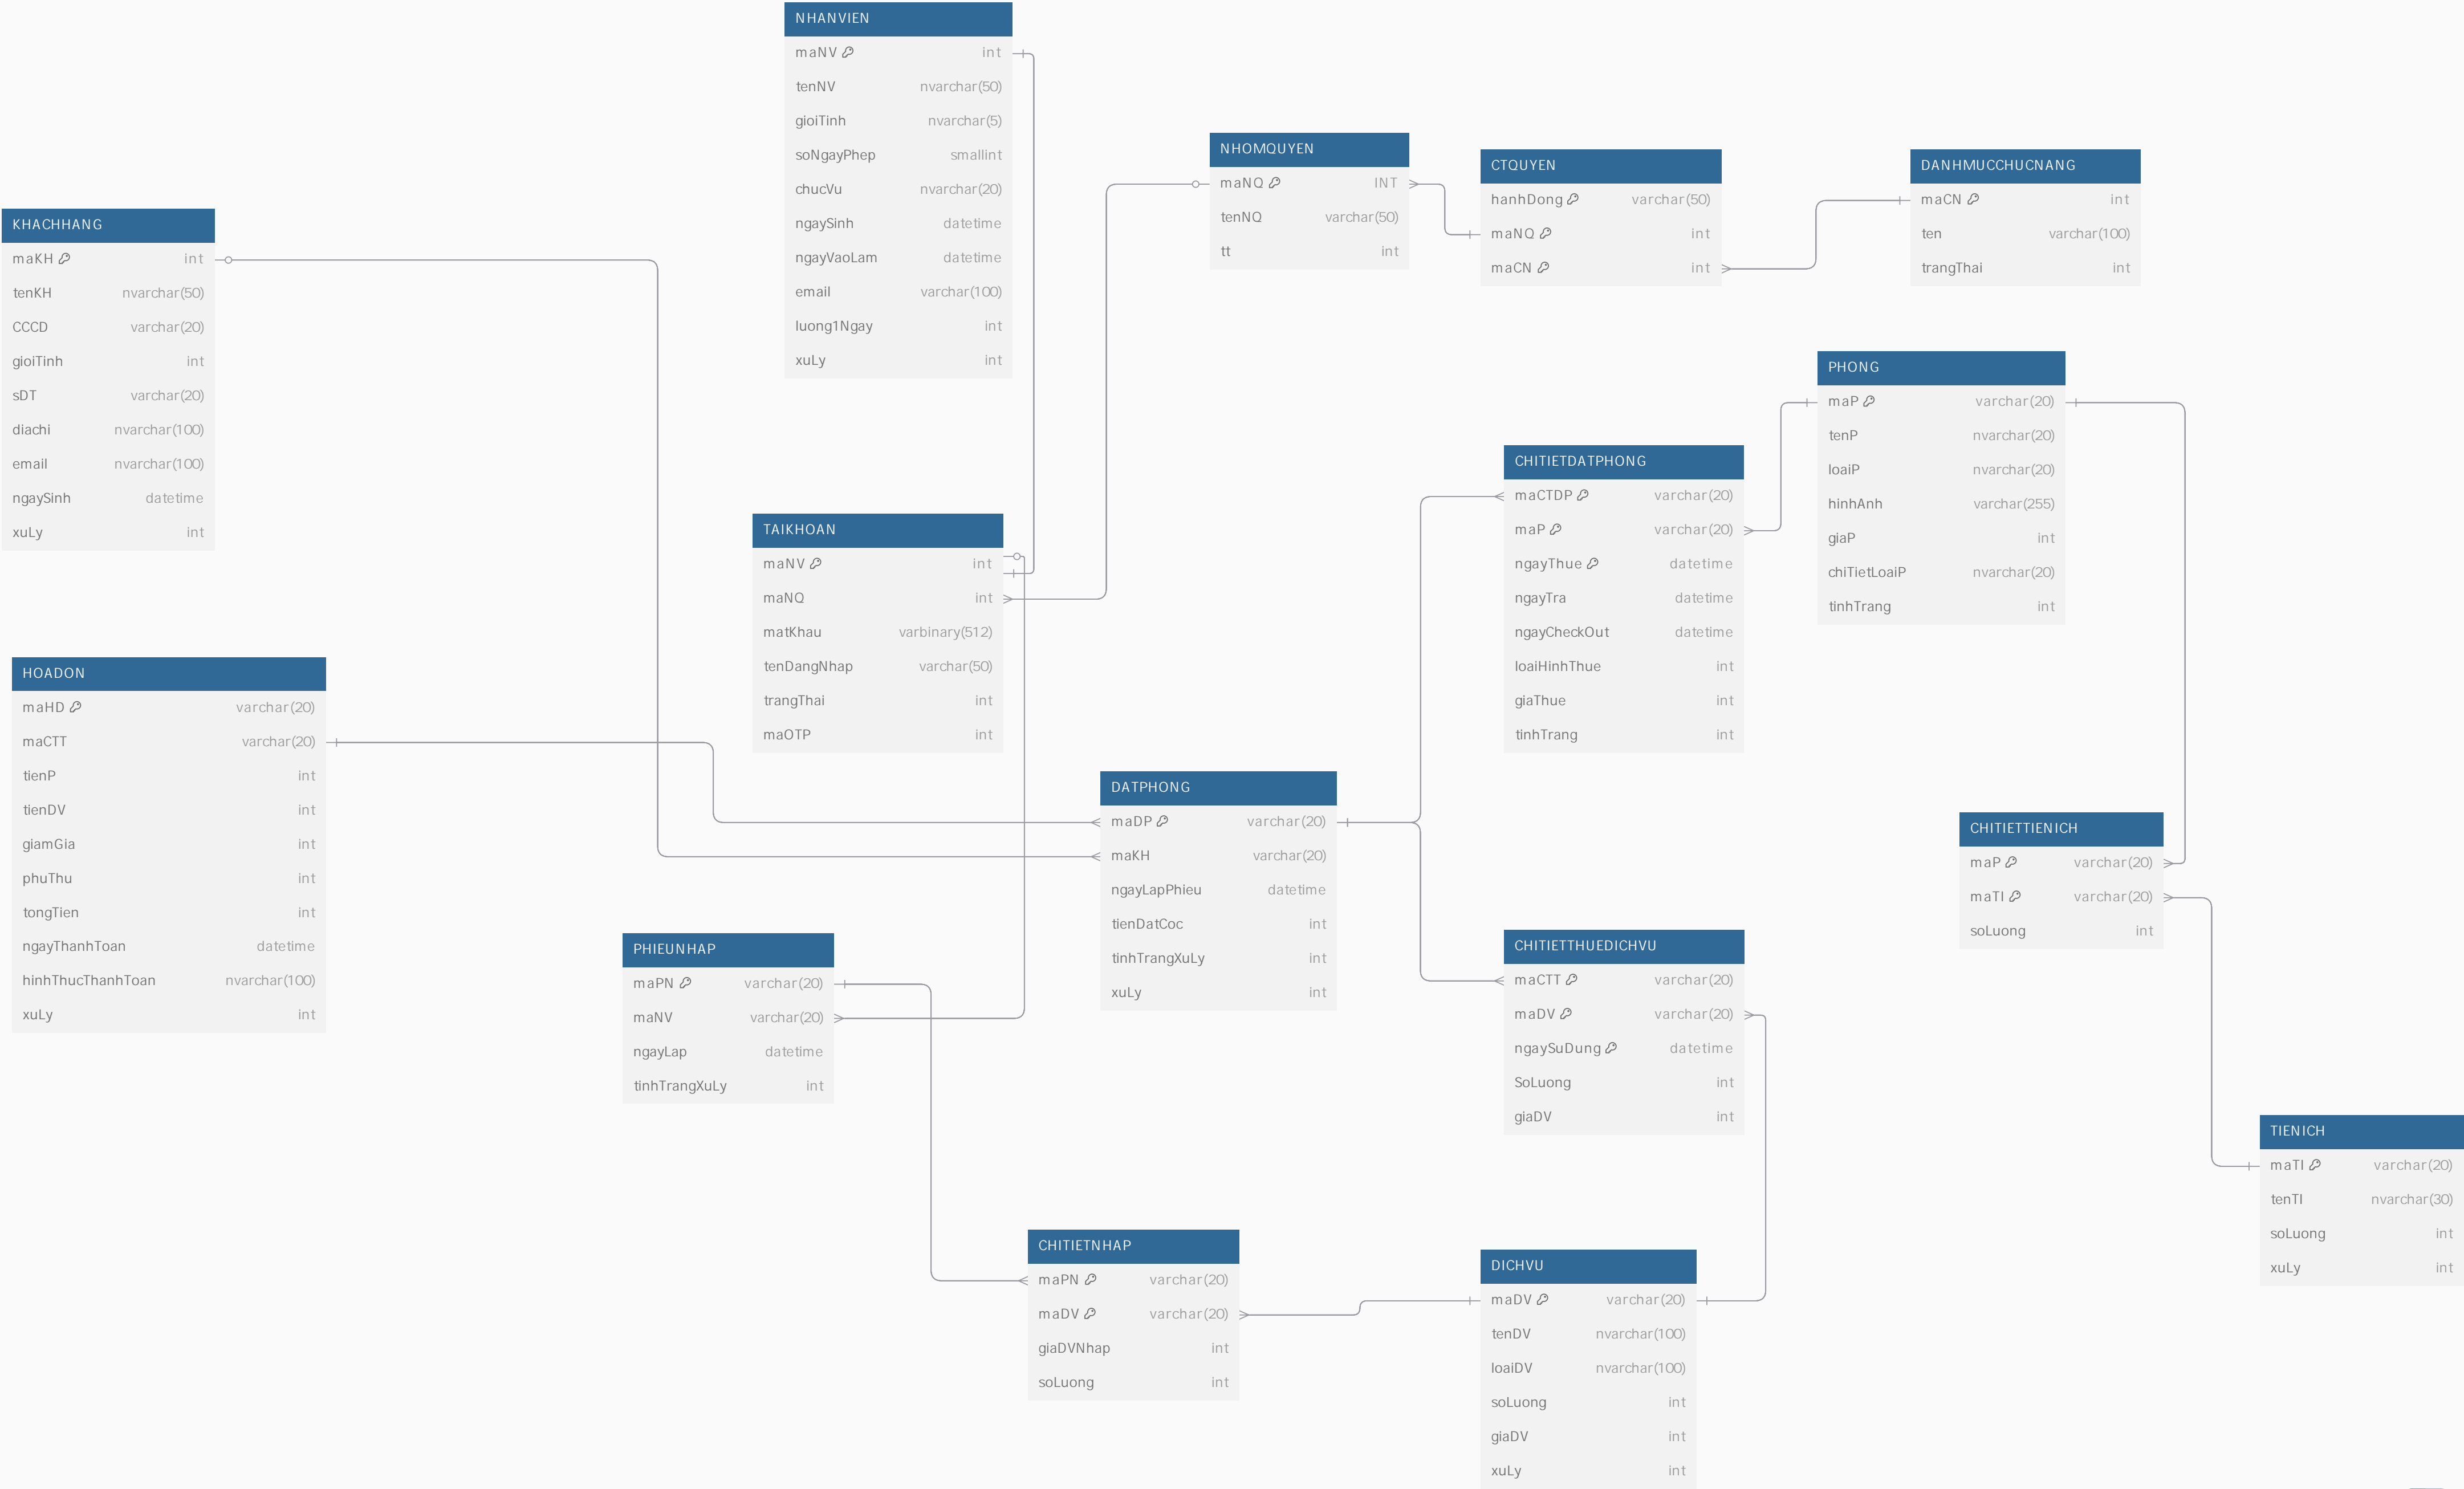 NHANVIEN
maNV int
tenNV nvarchar(50)
gioiTinh nvarchar(5)
soNgayPhep smallint
chucVu nvarchar(20)
ngaySinh datetime
ngayVaoLam datetime
email varchar(100)
luong1Ngay int
xuLy int
NHOMQUYEN
maNQ INT
tenNQ varchar(50)
tt int
CTQUYEN
hanhDong varchar(50)
maNQ int
maCN int
DANHMUCCHUCNANG
maCN int
ten varchar(100)
trangThai int
KHACHHANG
maKH int
tenKH nvarchar(50)
CCCD varchar(20)
gioiTinh int
sDT varchar(20)
diachi nvarchar(100)
email nvarchar(100)
ngaySinh datetime
xuLy int
PHONG
maP varchar(20)
tenP nvarchar(20)
loaiP nvarchar(20)
hinhAnh varchar(255)
giaP int
chiTietLoaiP nvarchar(20)
tinhTrang int
CHITIETDATPHONG
maCTDP varchar(20)
maP varchar(20)
ngayThue datetime
ngayTra datetime
ngayCheckOut datetime
loaiHinhThue int
giaThue int
tinhTrang int
TAIKHOAN
maNV int
maNQ int
matKhau varbinary(512)
tenDangNhap varchar(50)
trangThai int
maOTP int
HOADON
maHD varchar(20)
maCTT varchar(20)
tienP int
tienDV int
giamGia int
phuThu int
tongTien int
ngayThanhToan datetime
hinhThucThanhToan nvarchar(100)
xuLy int
DATPHONG
maDP varchar(20)
maKH varchar(20)
ngayLapPhieu datetime
tienDatCoc int
tinhTrangXuLy int
xuLy int
CHITIETTIENICH
maP varchar(20)
maTI varchar(20)
soLuong int
PHIEUNHAP
maPN varchar(20)
maNV varchar(20)
ngayLap datetime
tinhTrangXuLy int
CHITIETTHUEDICHVU
maCTT varchar(20)
maDV varchar(20)
ngaySuDung datetime
SoLuong int
giaDV int
TIENICH
maTI varchar(20)
tenTI nvarchar(30)
soLuong int
xuLy int
CHITIETNHAP
maPN varchar(20)
maDV varchar(20)
giaDVNhap int
soLuong int
DICHVU
maDV varchar(20)
tenDV nvarchar(100)
loaiDV nvarchar(100)
soLuong int
giaDV int
xuLy int